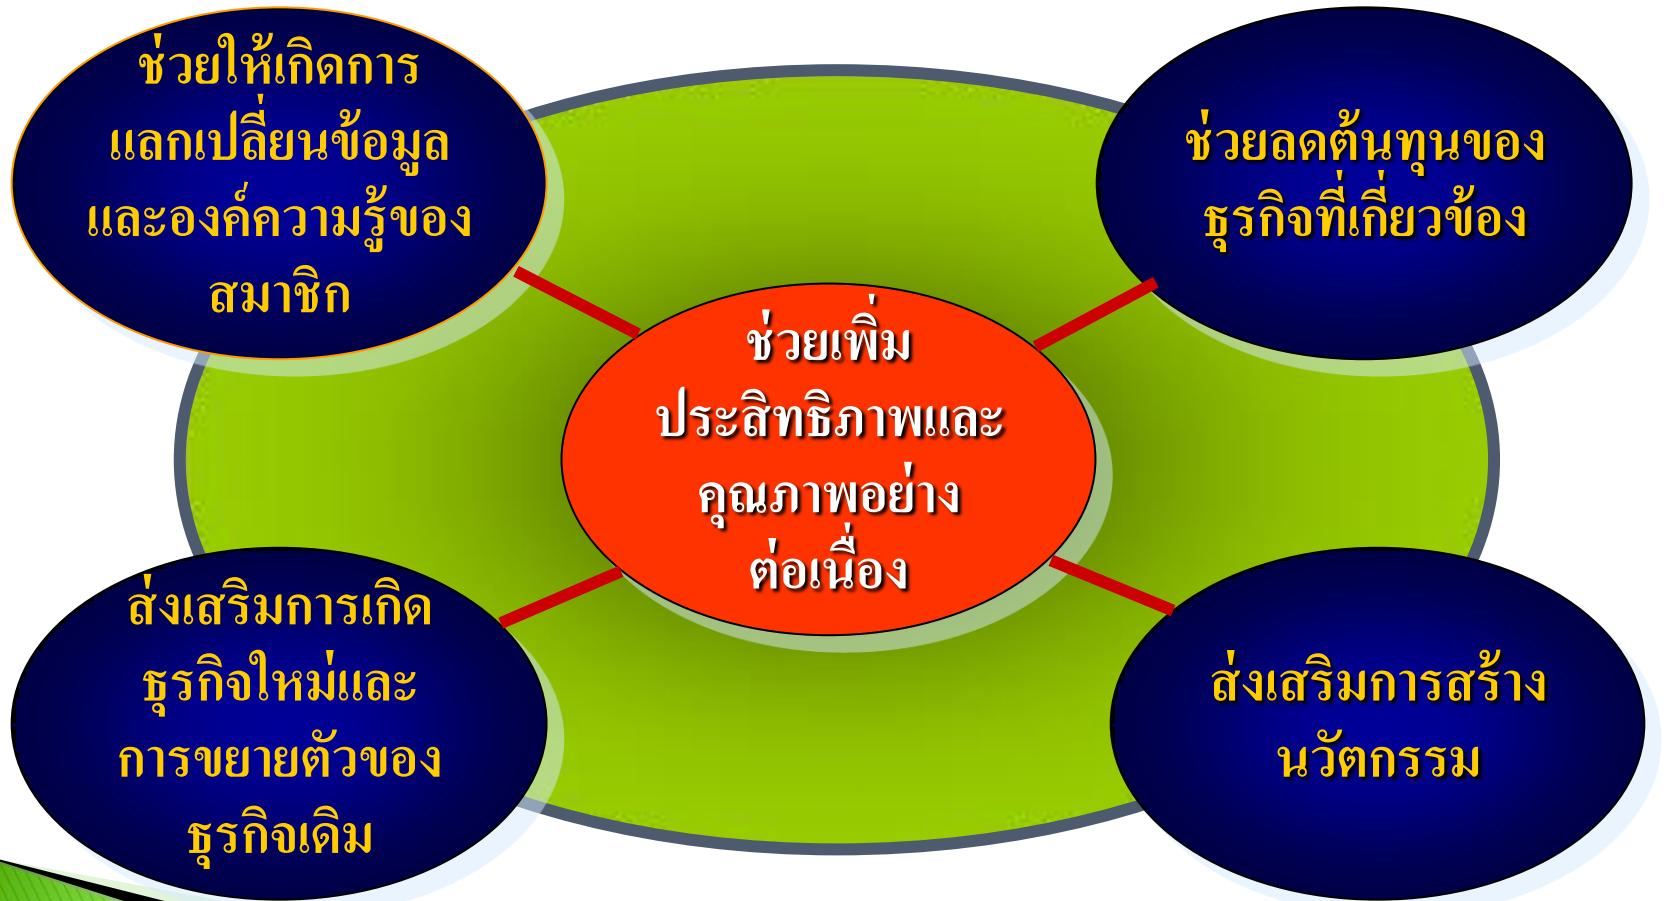 ช่วยให้เกิดการ
แลกเปลี่ยนข้อมูล
และองค์ความรู้ของ
สมาชิก
ช่วยลดต้นทุนของ
ธุรกิจที่เกี่ยวข้อง
ช่วยเพิ่ม
ประสิทธิภาพและ
คุณภาพอย่าง
ต่อเนื่อง
ส่งเสริมการเกิด
ธุรกิจใหม่และ
การขยายตัวของ
ธุรกิจเดิม
ส่งเสริมการสร้าง
นวัตกรรม